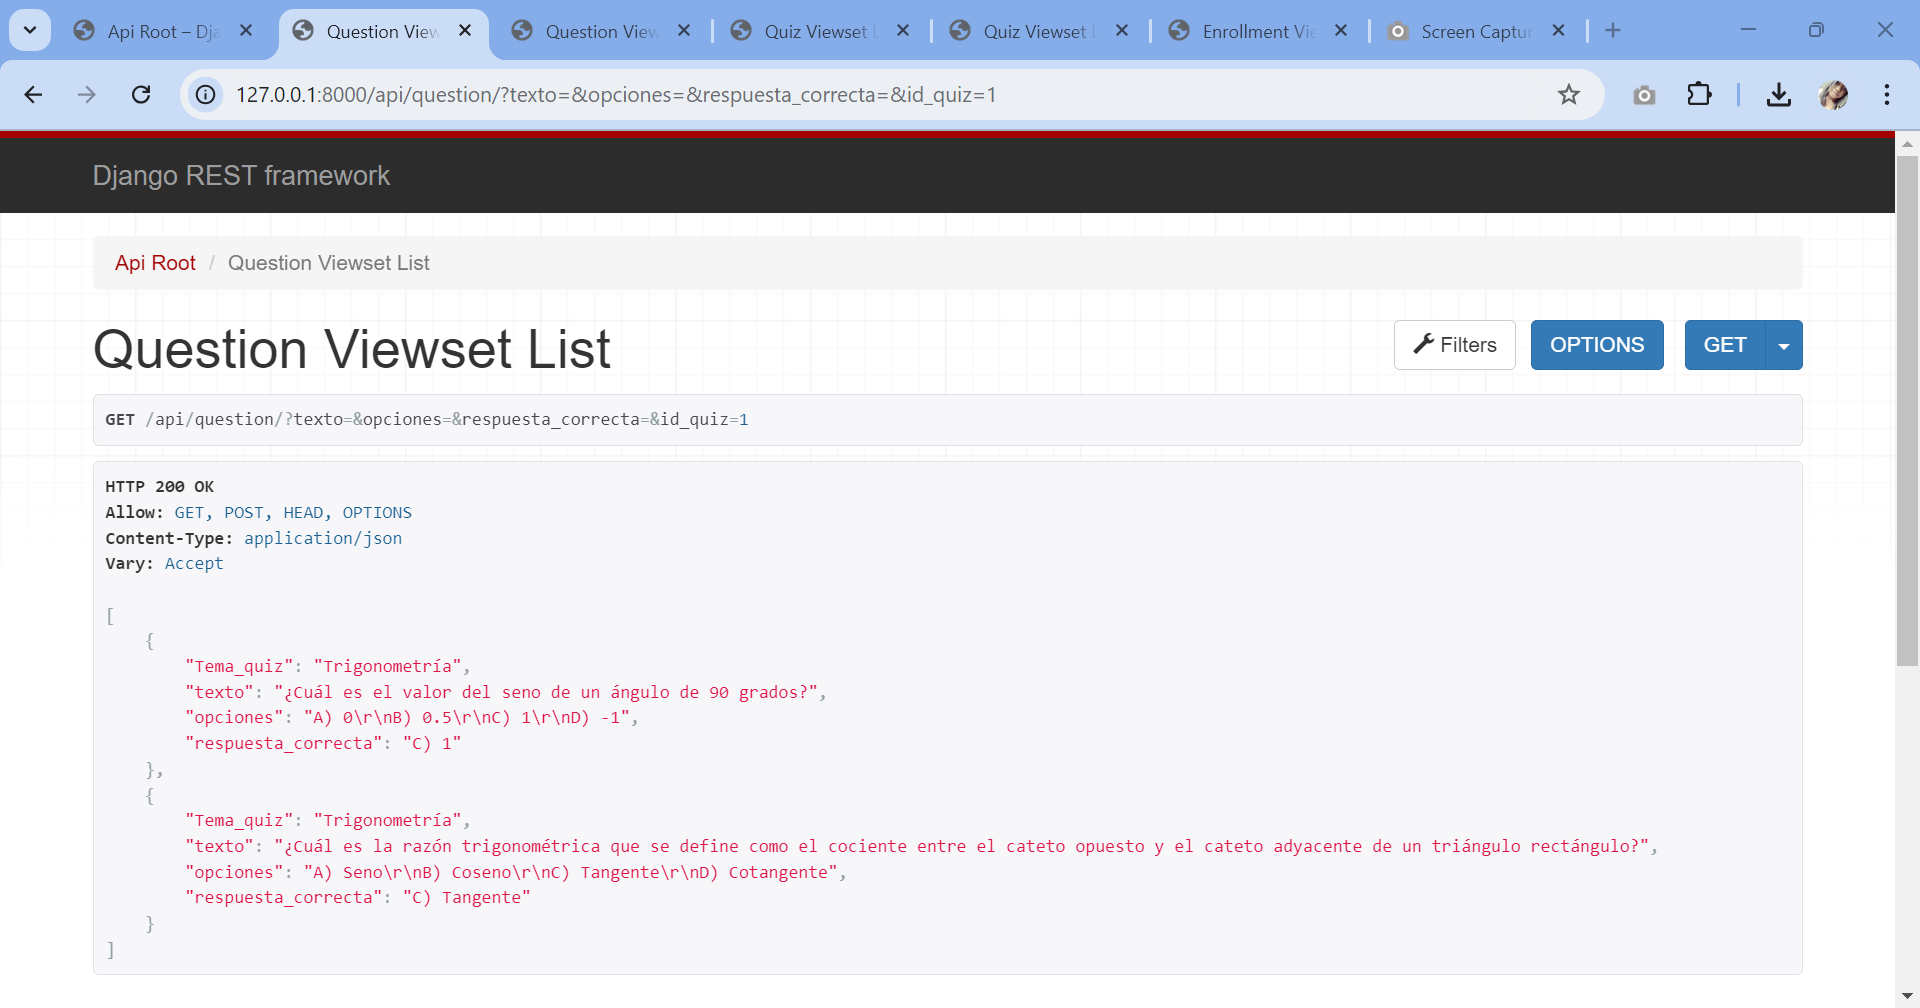 Api Root – Dja
Question View
Question View
Quiz Viewset L
Quiz Viewset L
Enrollment Vie
Screen Captur
127.0.0.1:8000/api/question/?texto=&opciones=&respuesta_correcta=&id_quiz=1
Django REST framework
Api Root / Question Viewset List
Question Viewset List
Filters
OPTIONS
GET
GET /api/question/?texto=&opciones=&respuesta_correcta=&id_quiz=1
HTTP 200 OK
Allow: GET, POST, HEAD, OPTIONS
Content-Type: application/json
Vary: Accept
[
{
"Tema_quiz": "Trigonometría",
"texto": "¿Cuál es el valor del seno de un ángulo de 90 grados?",
"opciones": "A) 0\r\nB) 0.5\r\nC) 1\r\nD) -1",
"respuesta_correcta": "C) 1"
},
{
"Tema_quiz": "Trigonometría",
"texto": "¿Cuál es la razón trigonométrica que se define como el cociente entre el cateto opuesto y el cateto adyacente de un triángulo rectángulo?",
"opciones": "A) Seno\r\nB) Coseno\r\nC) Tangente\r\nD) Cotangente",
"respuesta_correcta": "C) Tangente"
}
]